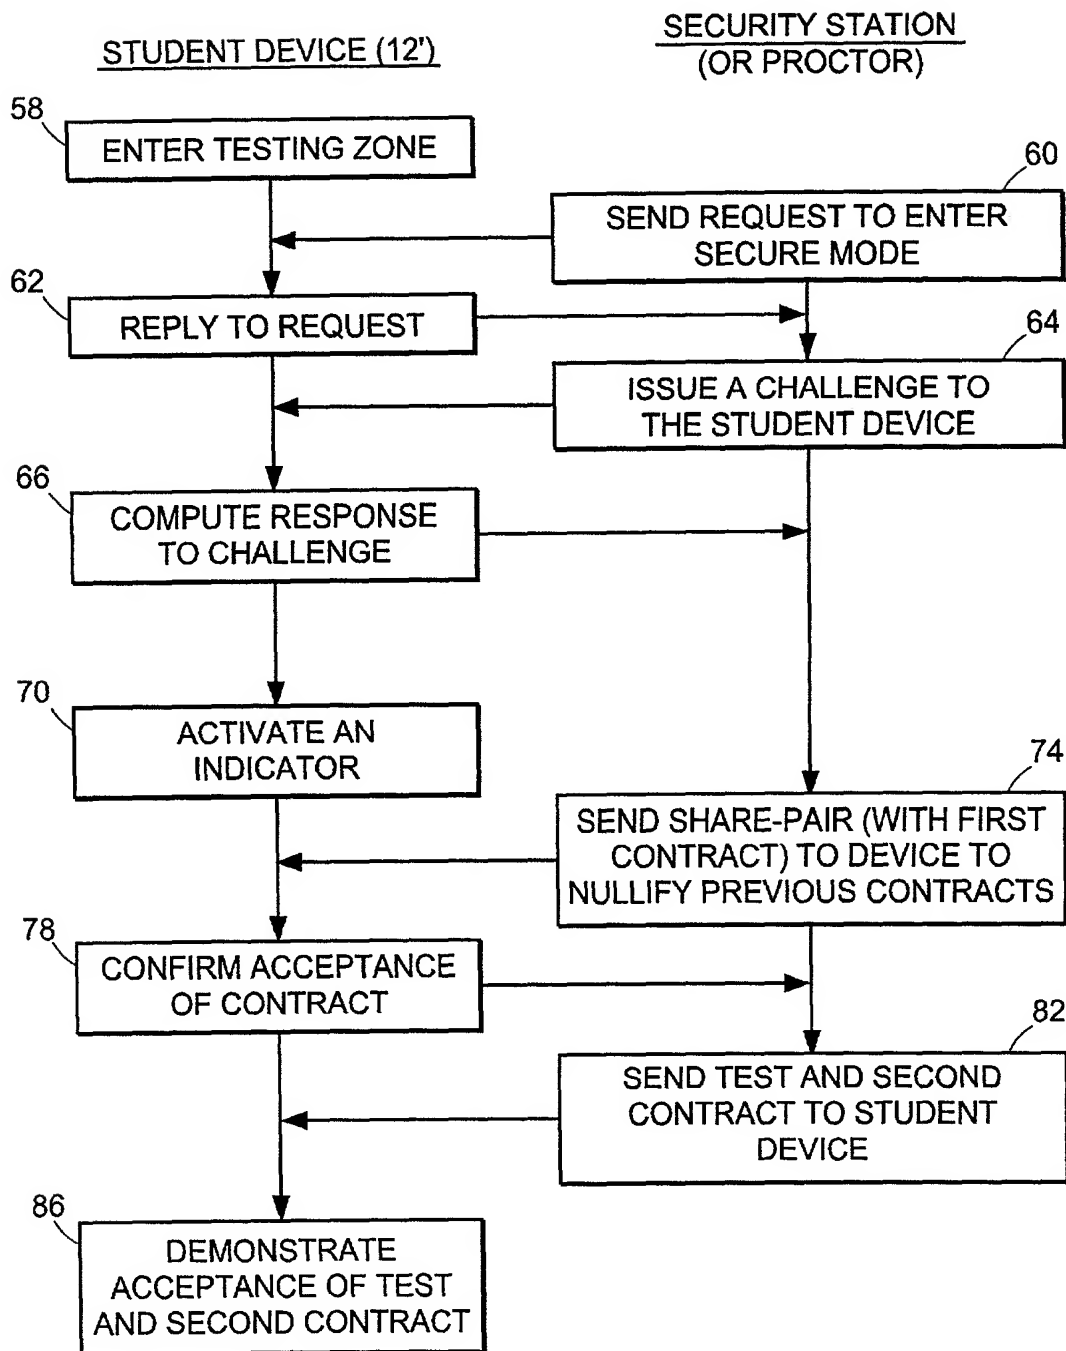 STUDENT DEVICE (12')
SECURITY STATION
(OR PROCTOR)
58
ENTER TESTING ZONE
60
SEND REQUEST TO ENTER
SECURE MODE
62
REPLY TO REQUEST
64
ISSUE A CHALLENGE TO
THE STUDENT DEVICE
66
COMPUTE RESPONSE
TO CHALLENGE
70
ACTIVATE AN
INDICATOR
74
SEND SHARE-PAIR (WITH FIRST
CONTRACT) TO DEVICE TO
NULLIFY PREVIOUS CONTRACTS
78
CONFIRM ACCEPTANCE
OF CONTRACT
82
SEND TEST AND SECOND
CONTRACT TO STUDENT
DEVICE
86
DEMONSTRATE
ACCEPTANCE OF TEST
AND SECOND CONTRACT